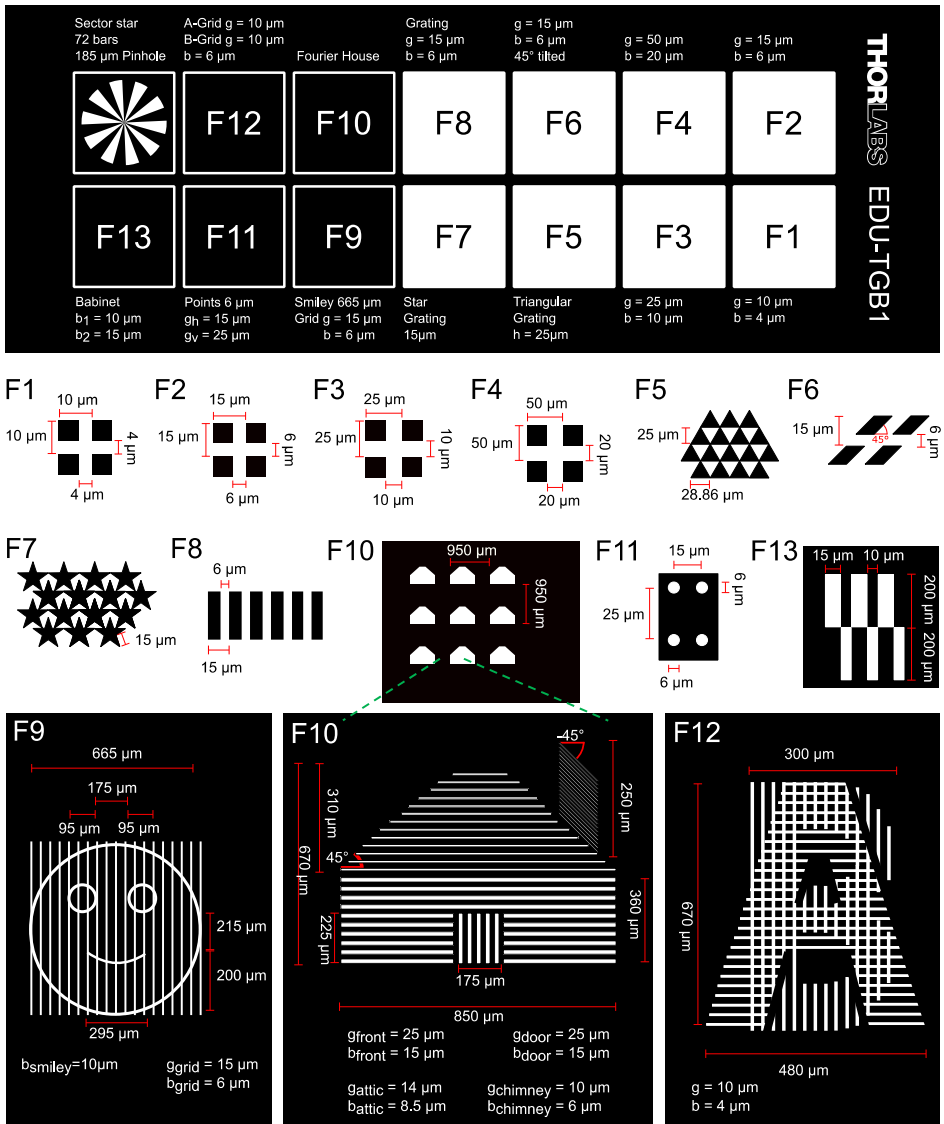 Sector star
72 bars
185 µm Pinhole
A-Grid g = 10 µm
B-Grid g = 10 µm
b = 6 µm
Fourier House
Grating
g = 15 µm
b = 6 µm
g = 15 µm
b = 6 µm
45° tilted
g = 50 µm
b = 20 µm
g = 15 µm
b = 6 µm
THORLABS EDU-TGB1
F12
F10
F8
F6
F4
F2
F13
F11
F9
F7
F5
F3
F1
Babinet
b1 = 10 µm
b2 = 15 µm
Points 6 µm
gh = 15 µm
gv = 25 µm
Smiley 665 µm
Grid g = 15 µm
b = 6 µm
Star
Grating
15µm
Triangular
Grating
h = 25µm
g = 25 µm
b = 10 µm
g = 10 µm
b = 4 µm
F1
10 µm
10 µm
4 µm
4 µm
F2
15 µm
15 µm
6 µm
6 µm
F3
25 µm
25 µm
10 µm
10 µm
F4
50 µm
50 µm
20 µm
20 µm
F5
25 µm
28.86 µm
F6
15 µm
45°
6 µm
F7
15 µm
F8
6 µm
15 µm
F10
950 µm
950 µm
F11
15 µm
6 µm
25 µm
6 µm
F13
15 µm
10 µm
200 µm
200 µm
F9
665 µm
175 µm
95 µm
95 µm
215 µm
200 µm
295 µm
bsmiley=10µm
ggrid = 15 µm
bgrid = 6 µm
F10
-45°
310 µm
250 µm
670 µm
45°
360 µm
225 µm
175 µm
850 µm
gfront = 25 µm
bfront = 15 µm
gdoor = 25 µm
bdoor = 15 µm
gattic = 14 µm
battic = 8.5 µm
gchimney = 10 µm
bchimney = 6 µm
F12
300 µm
670 µm
480 µm
g = 10 µm
b = 4 µm